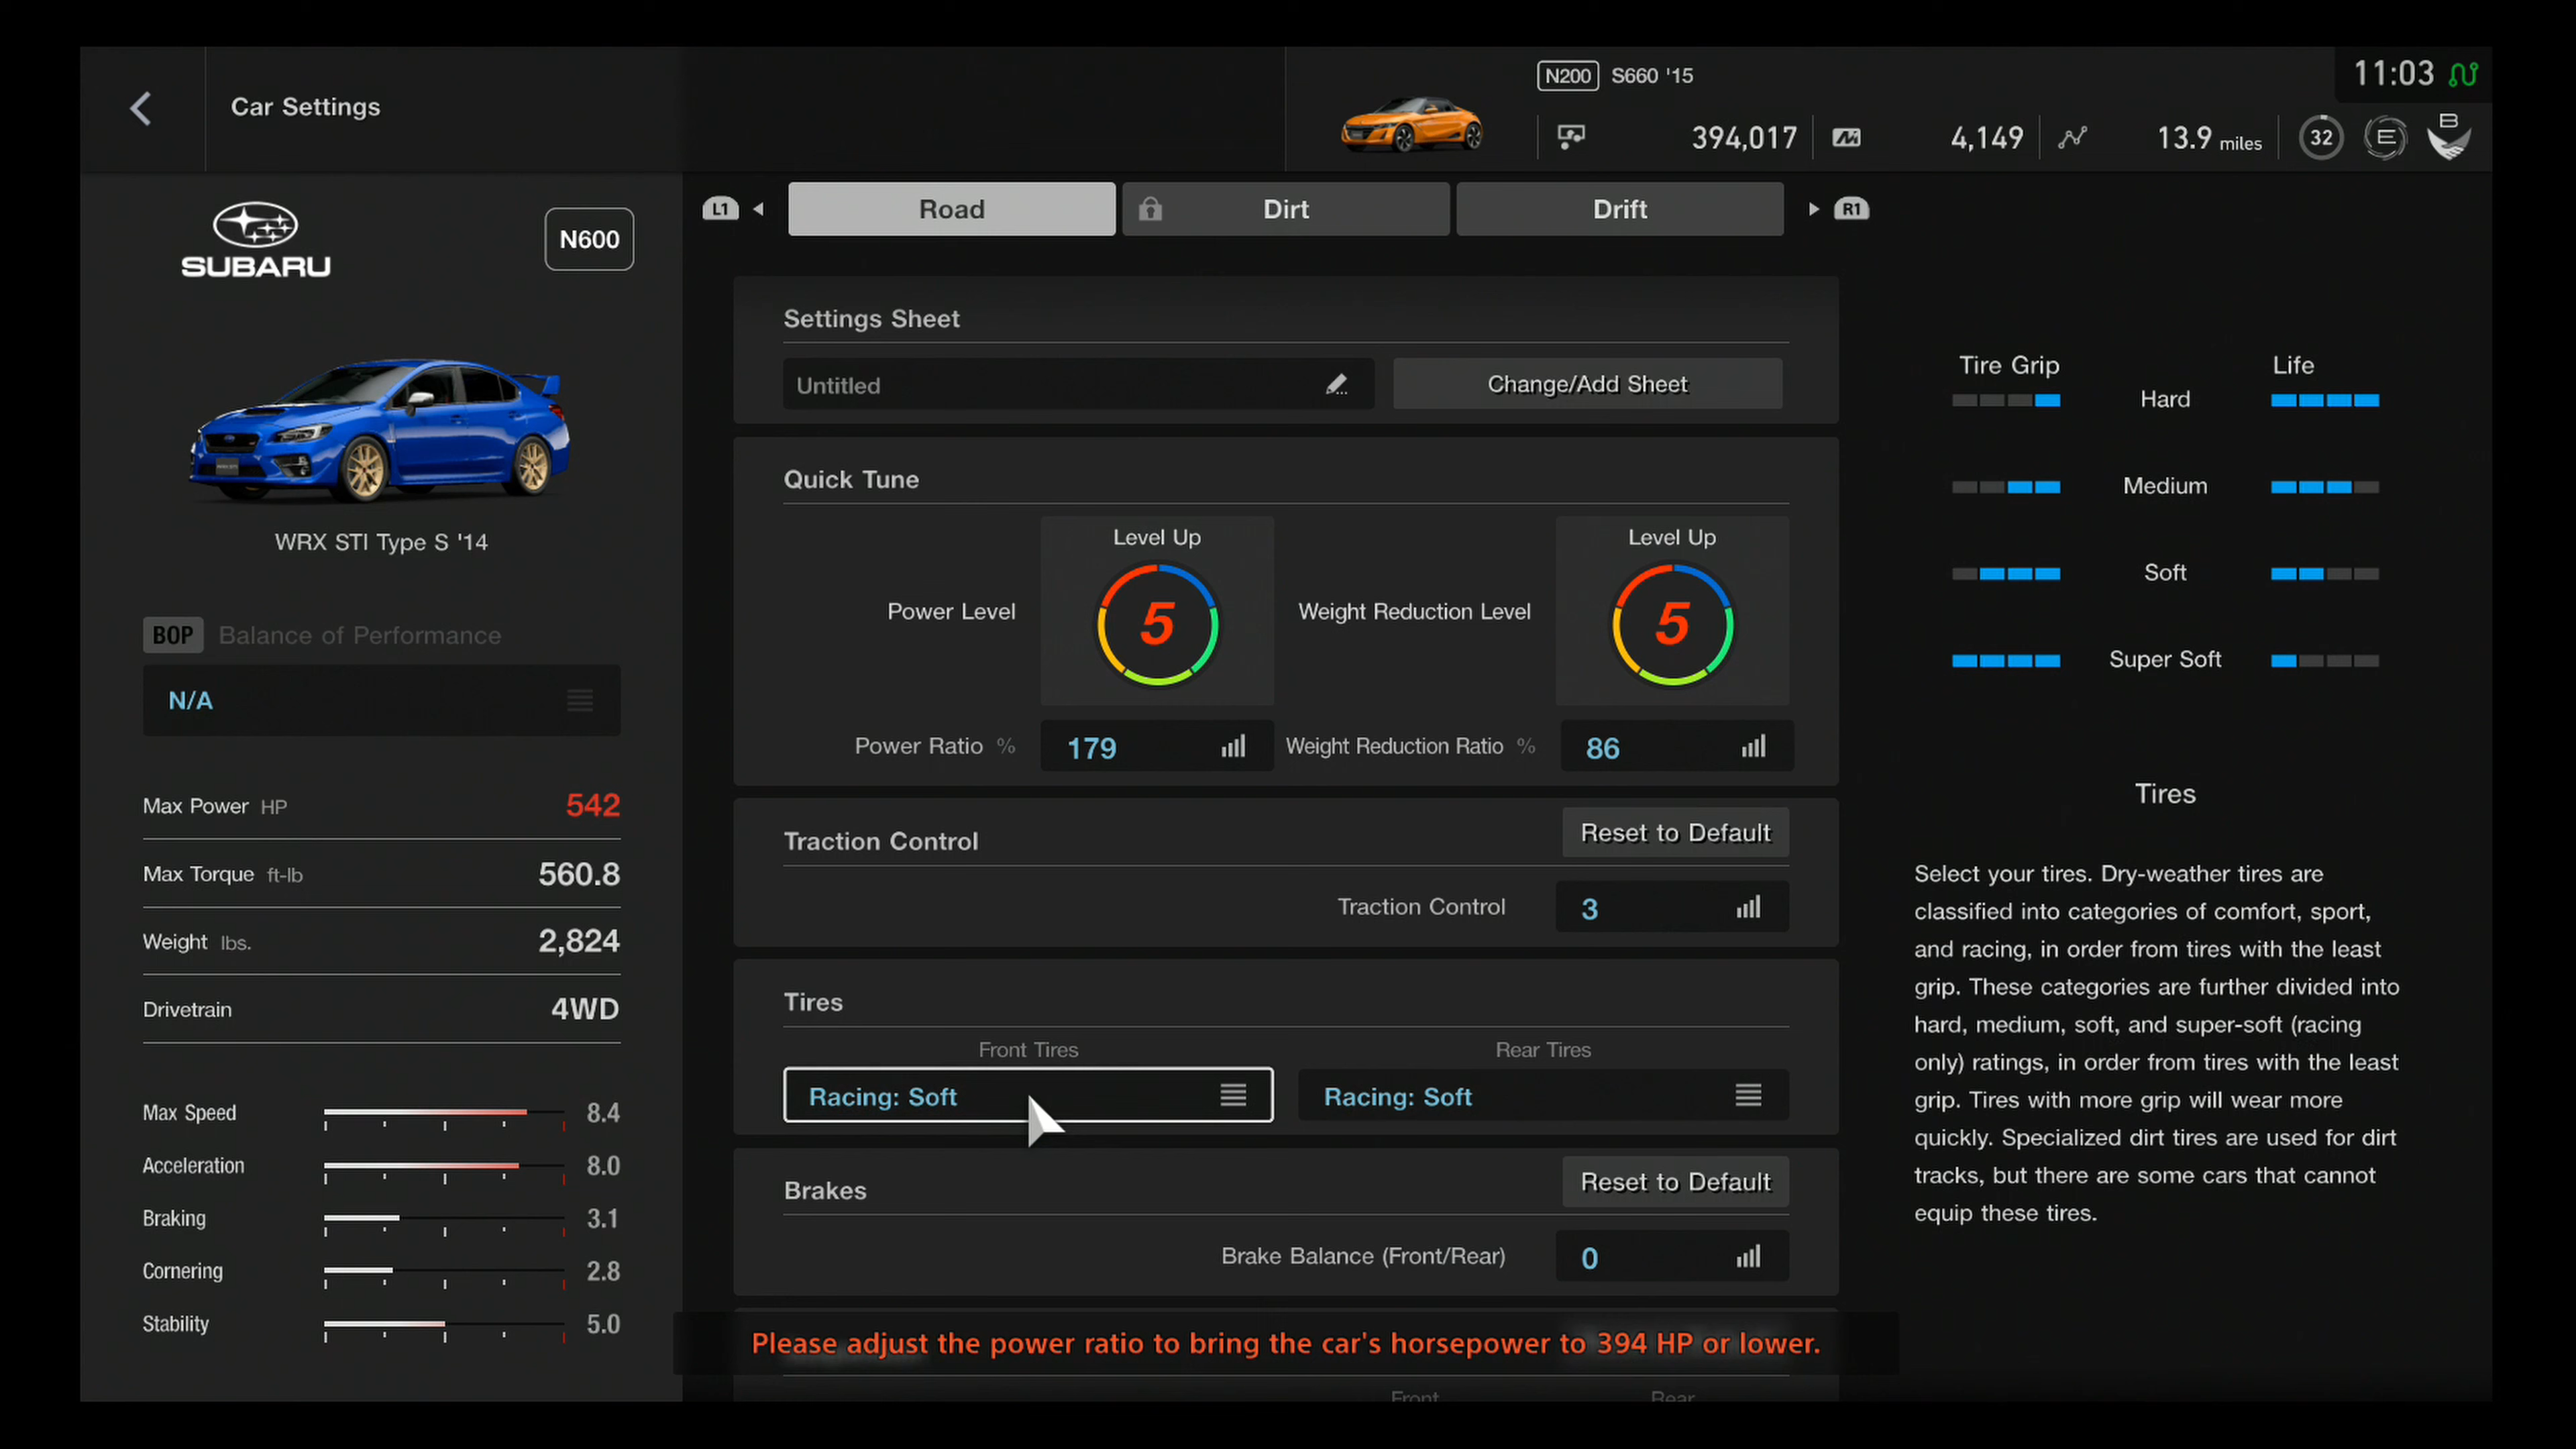 Car Settings
N200 S660 '15
11:03
394,017
4,149
13.9 miles
32
E
B
SUBARU
N600
WRX STI Type S '14
BOP Balance of Performance
N/A
Max Power HP 542
Max Torque ft-lb 560.8
Weight lbs. 2,824
Drivetrain 4WD
Max Speed 8.4
Acceleration 8.0
Braking 3.1
Cornering 2.8
Stability 5.0
L1 Road Dirt Drift R1
Settings Sheet
Untitled Change/Add Sheet
Quick Tune
Level Up Level Up
Power Level 5 Weight Reduction Level 5
Power Ratio % 179 Weight Reduction Ratio % 86
Traction Control Reset to Default
Traction Control 3
Tires
Front Tires Rear Tires
Racing: Soft Racing: Soft
Brakes Reset to Default
Brake Balance (Front/Rear) 0
Please adjust the power ratio to bring the car's horsepower to 394 HP or lower.
Front Rear
Tire Grip Life
Hard
Medium
Soft
Super Soft
Tires
Select your tires. Dry-weather tires are
classified into categories of comfort, sport,
and racing, in order from tires with the least
grip. These categories are further divided into
hard, medium, soft, and super-soft (racing
only) ratings, in order from tires with the least
grip. Tires with more grip will wear more
quickly. Specialized dirt tires are used for dirt
tracks, but there are some cars that cannot
equip these tires.